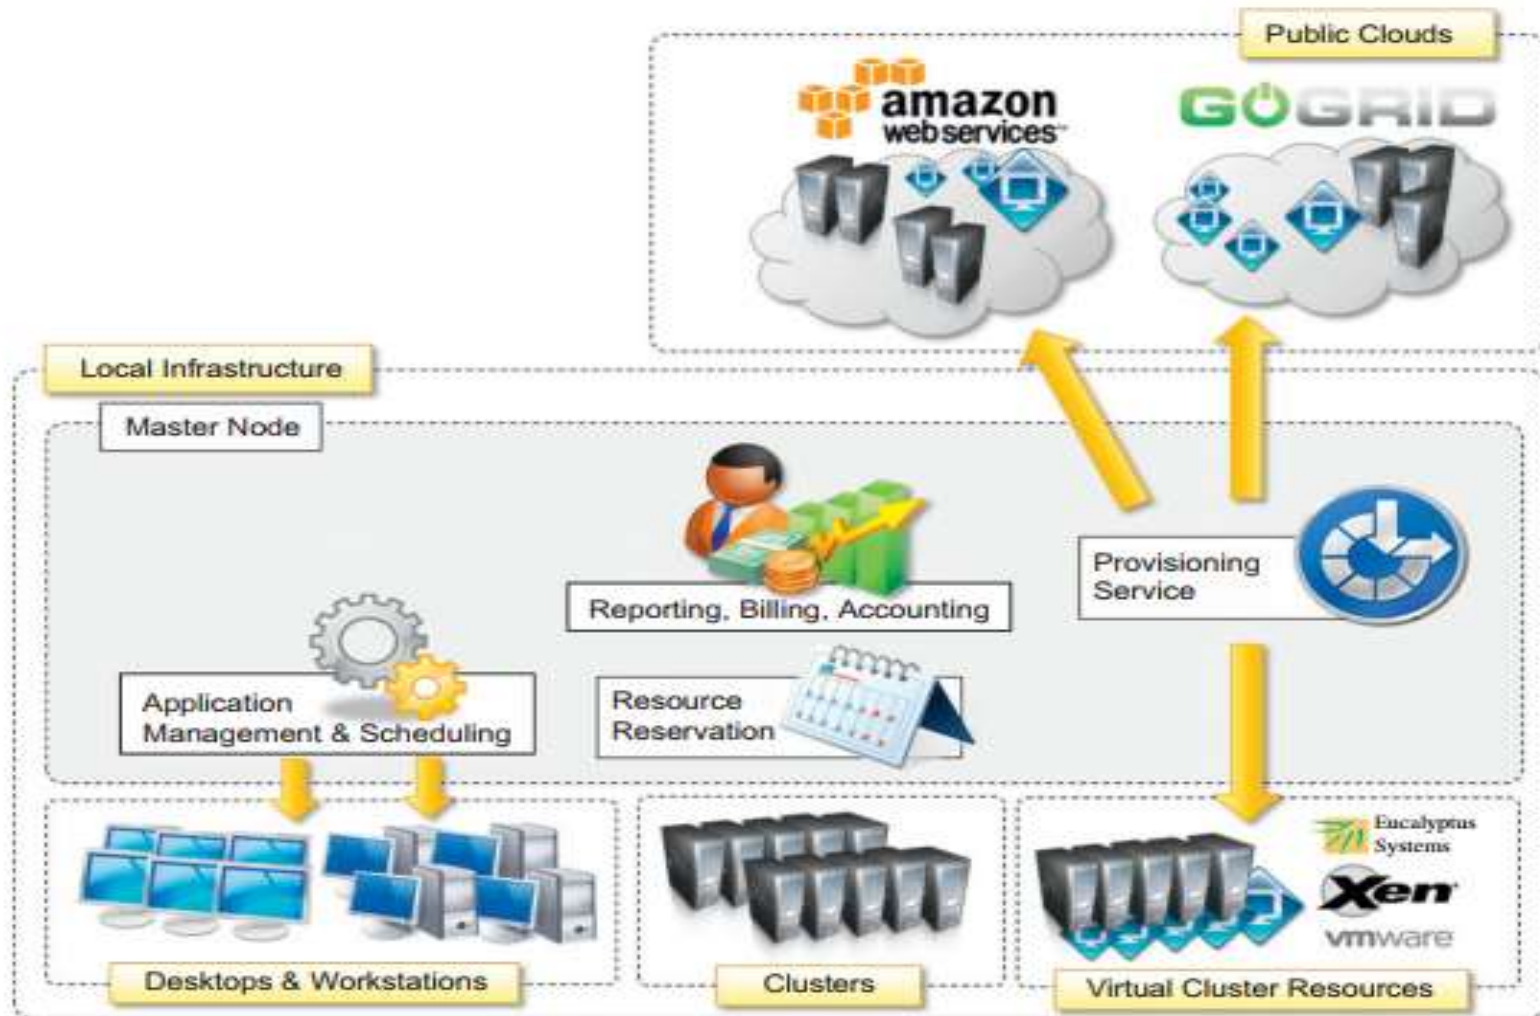 Public Clouds
amazon
webservices™
GOGRID
Local Infrastructure
Master Node
Provisioning
Service
Reporting, Billing, Accounting
Application
Management & Scheduling
Resource
Reservation
Eucalyptus
Systems
Xen
vmware
Desktops & Workstations
Clusters
Virtual Cluster Resources